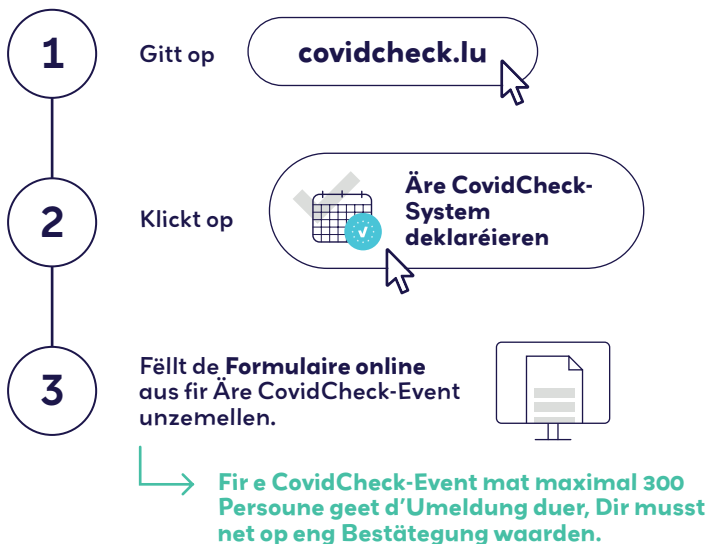 1
Gitt op
covidcheck.lu
2
Klickt op
Äre CovidCheck-
System
deklaréieren
3
Fëllt de Formulaire online
aus fir Äre CovidCheck-Event
unzemellen.
Fir e CovidCheck-Event mat maximal 300
Persoune geet d’Umeldung duer, Dir musst
net op eng Bestätegung waarden.